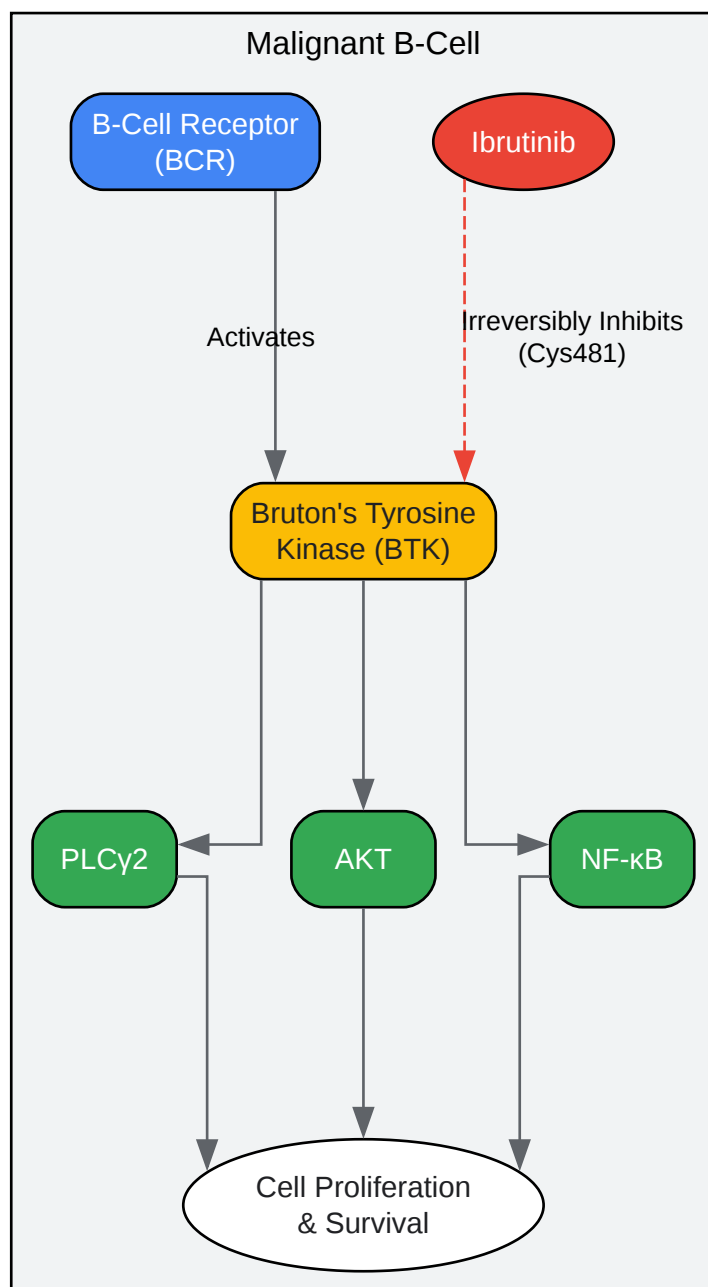 Malignant B-Cell
B-Cell Receptor
(BCR)
Ibrutinib
Activates
Irreversibly Inhibits
(Cys481)
Bruton's Tyrosine
Kinase (BTK)
PLCγ2
AKT
NF-κB
Cell Proliferation
& Survival